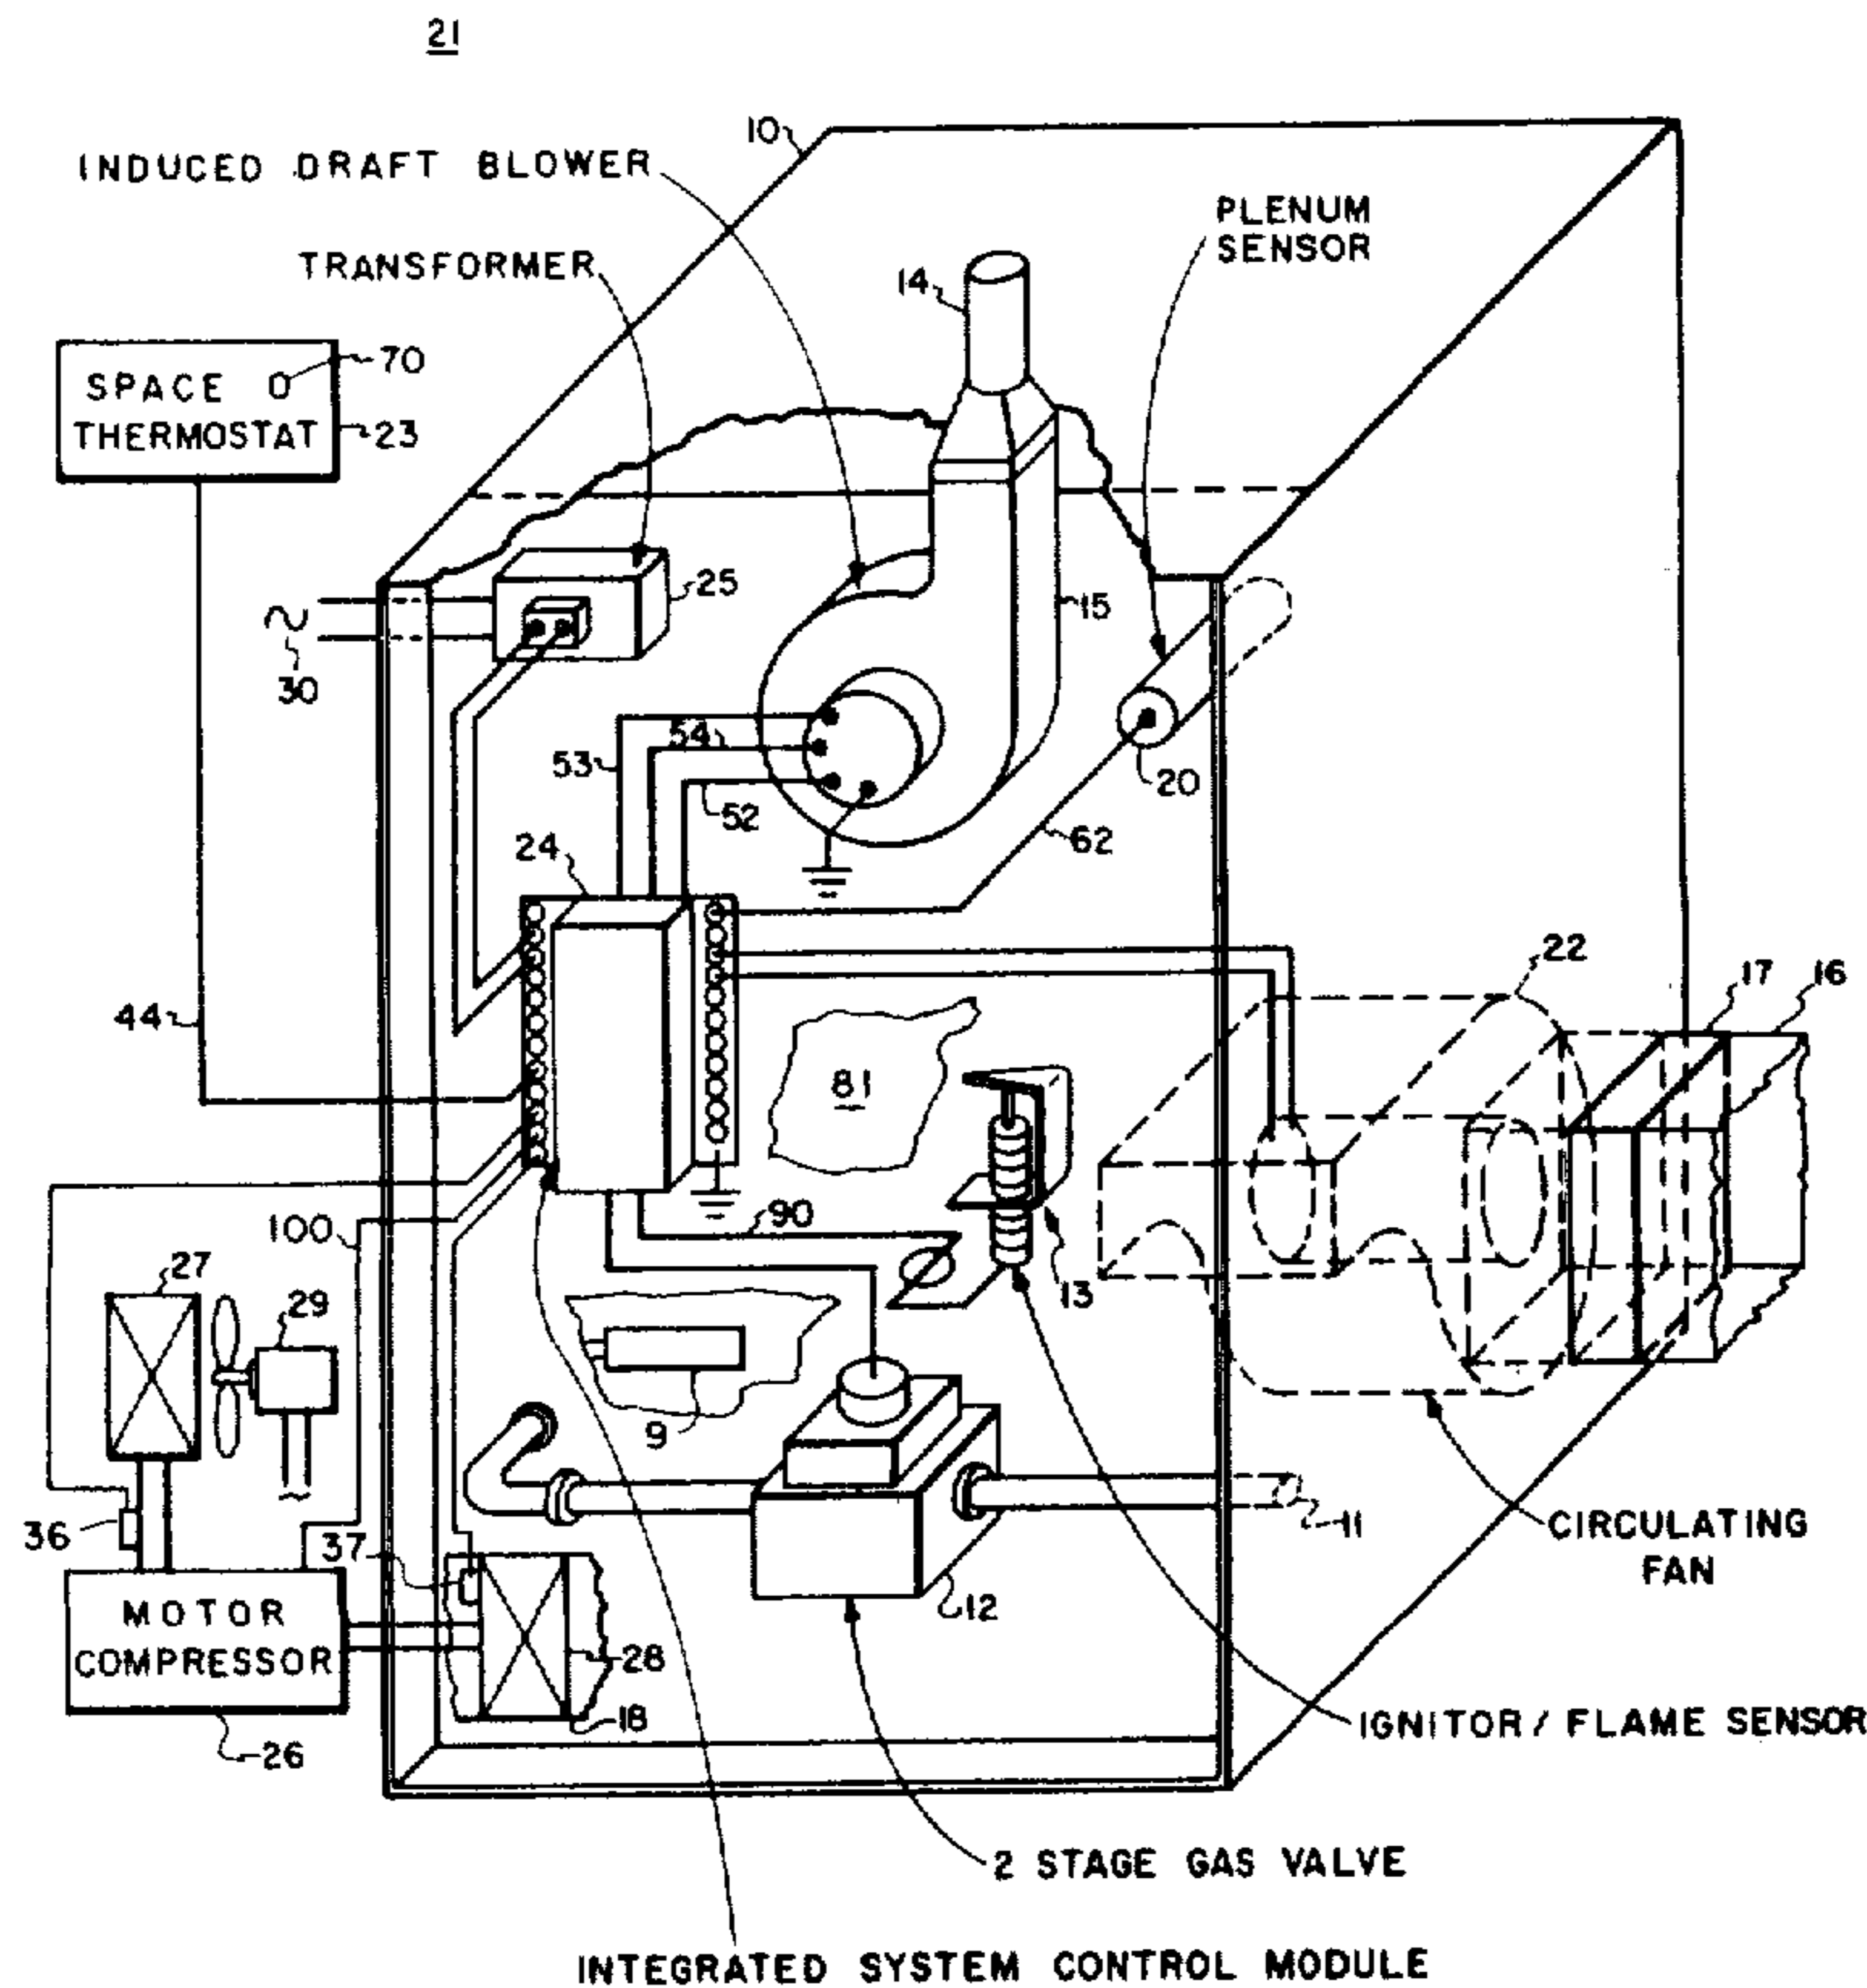 21
10
INDUCED DRAFT BLOWER
PLENUM
SENSOR
TRANSFORMER
14
70
SPACE
THERMOSTAT
23
25
15
30
54
53
20
52
62
24
22
17
16
44
81
90
100
13
27
29
9
36
37
11
CIRCULATING
FAN
12
MOTOR
COMPRESSOR
28
18
26
IGNITOR/ FLAME SENSOR
2 STAGE GAS VALVE
INTEGRATED SYSTEM CONTROL MODULE